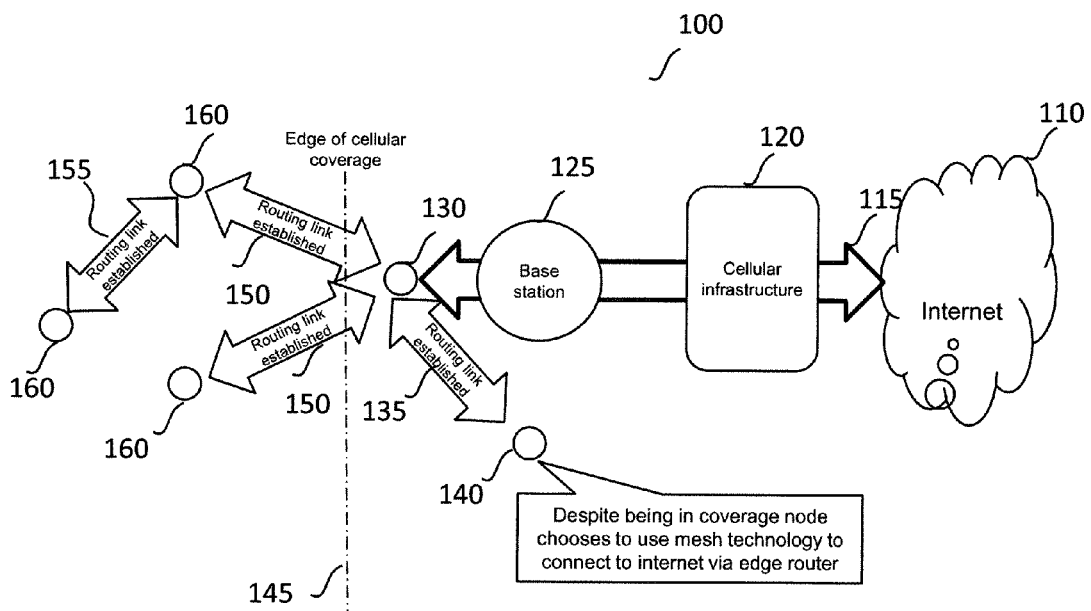 100
110
160
Edge of cellular
coverage
120
155
125
115
130
Routing link
established
Routing link
established
150
Base
station
Cellular
infrastructure
Internet
160
Routing link
established
150
Routing link
established
135
160
140
Despite being in coverage node
chooses to use mesh technology to
connect to internet via edge router
145